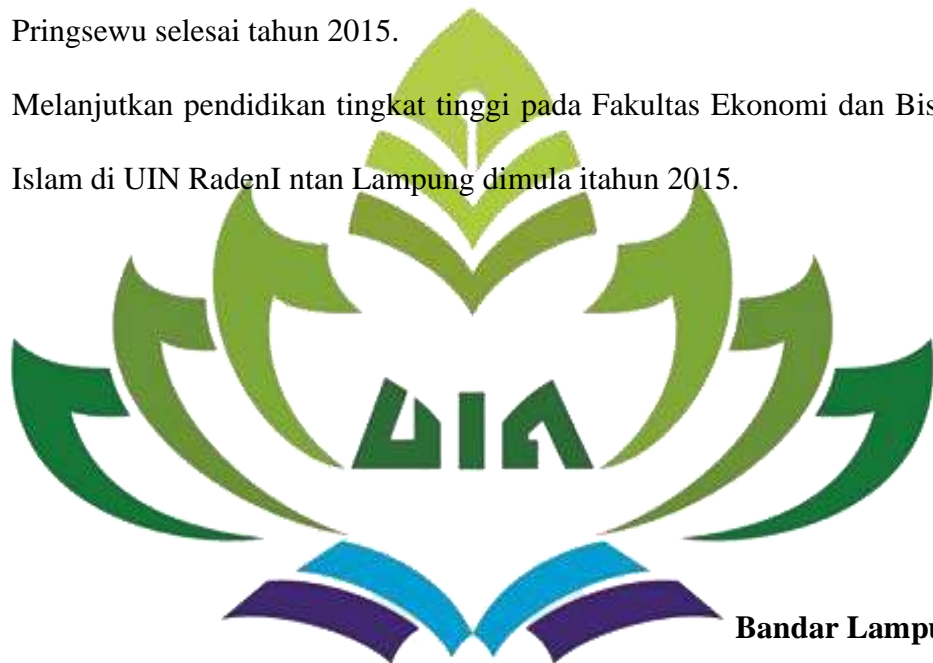 Pringsewu selesai tahun 2015.
Melanjutkan pendidikan tingkat tinggi pada Fakultas Ekonomi dan Bis
Islam di UIN RadenI ntan Lampung dimula itahun 2015.
UIN
Bandar Lampu